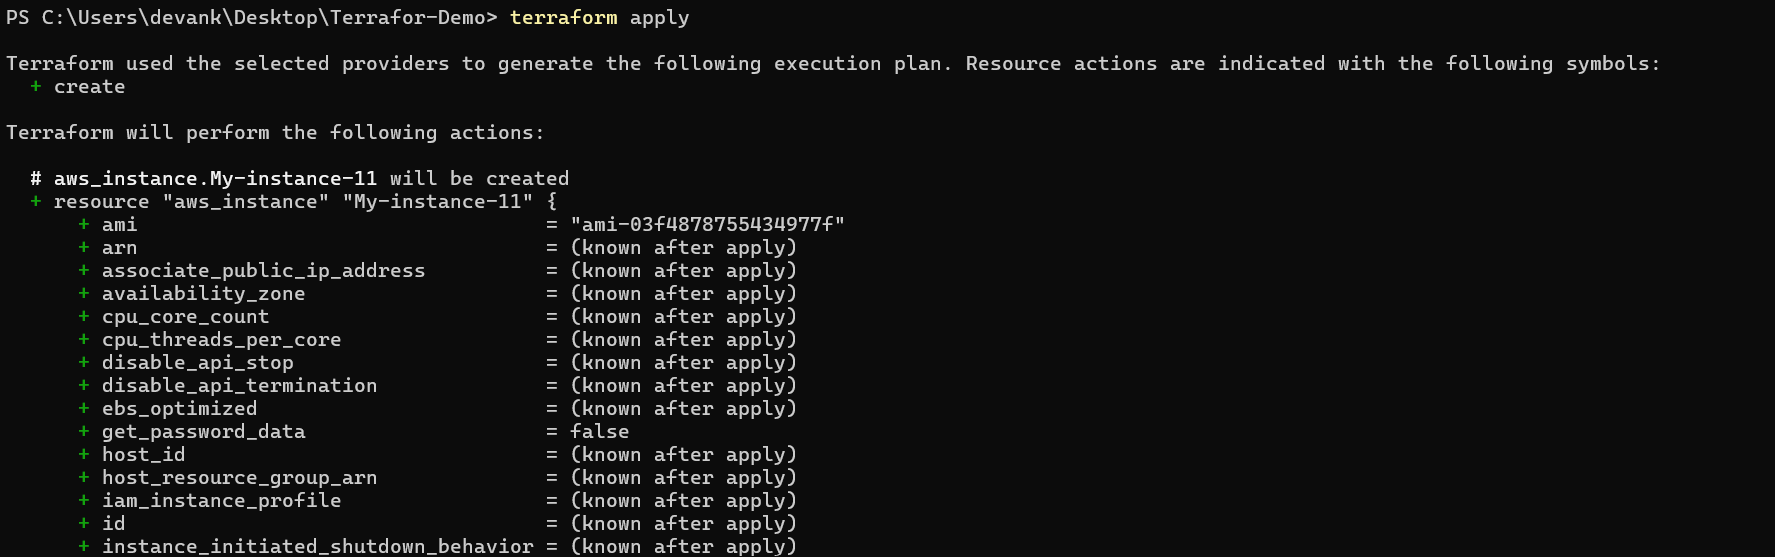 PS C:\Users\devank\Desktop\Terrafor-Demo> terraform apply
Terraform used the selected providers to generate the following execution plan. Resource actions are indicated with the following symbols:
+ create
Terraform will perform the following actions:
# aws_instance.My-instance-11 will be created
+ resource "aws_instance" "My-instance-11" {
+ ami = "ami-03f4878755434977f"
+ arn = (known after apply)
+ associate_public_ip_address = (known after apply)
+ availability_zone = (known after apply)
+ cpu_core_count = (known after apply)
+ cpu_threads_per_core = (known after apply)
+ disable_api_stop = (known after apply)
+ disable_api_termination = (known after apply)
+ ebs_optimized = (known after apply)
+ get_password_data = false
+ host_id = (known after apply)
+ host_resource_group_arn = (known after apply)
+ iam_instance_profile = (known after apply)
+ id = (known after apply)
+ instance_initiated_shutdown_behavior = (known after apply)